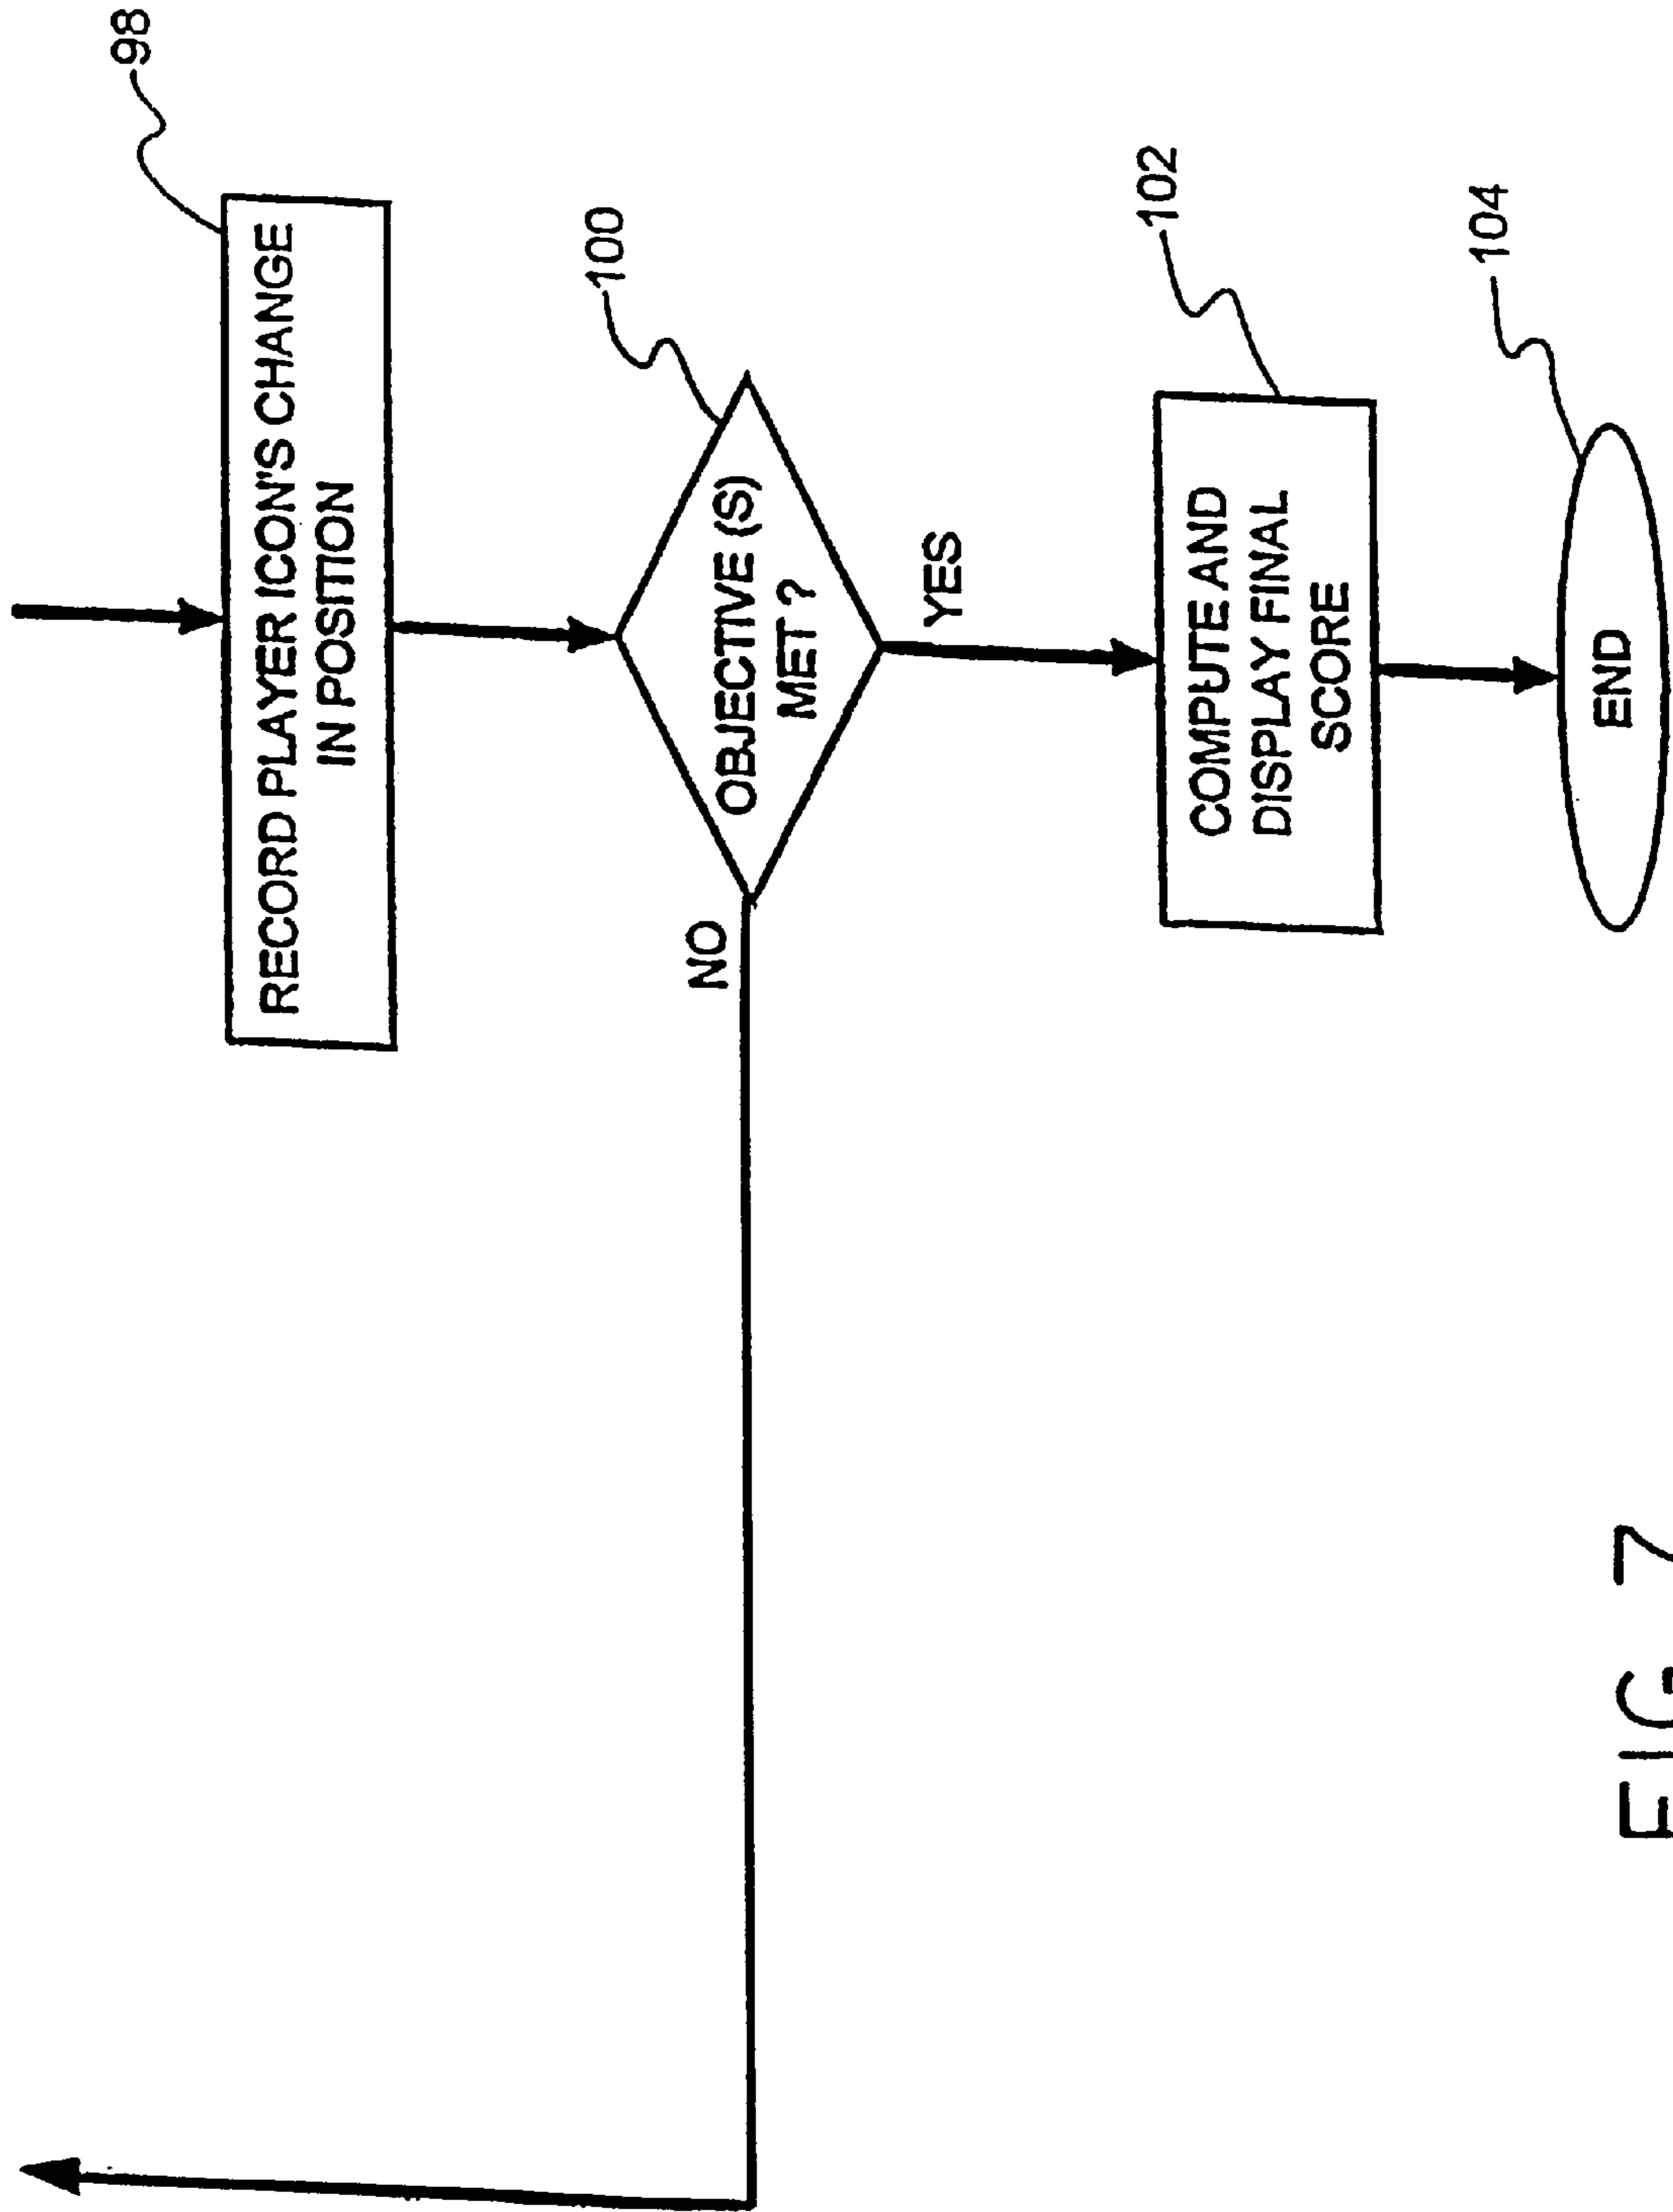 98
RECORD PLAYER ICON'S CHANGE
IN POSITION
100
OBJECTIVE (S)
MET ?
NO
YES
102
COMPUTE AND
DISPLAY FINAL
SCORE
104
END
FIG 7